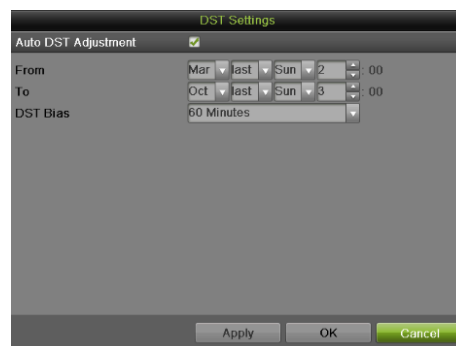 DST Settings
Auto DST Adjustment
From Mar last Sun 2 : 00
To Oct last Sun 3 : 00
DST Bias 60 Minutes
Apply OK Cancel